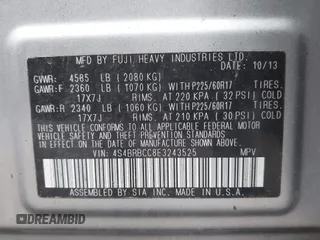 MFD BY FUJI HEAVY INDUSTRIES LTD. 10/13
GVWR: 4585 LB (2080 KG)
GAWR:F 2360 LB (1070 KG) WITH P225/60R17 TIRES.
17X7J RIMS. AT 220 KPA (32 PSI) COLD
GAWR:R 2340 LB (1060 KG) WITH P225/60R17 TIRES.
17X7J RIMS. AT 210 KPA (30 PSI) COLD
THIS VEHICLE CONFORMS TO ALL APPLICABLE FEDERAL MOTOR
VEHICLE SAFETY AND THEFT PREVENTION STANDARDS IN EFFECT
ON THE DATE OF MANUFACTURE SHOWN ABOVE.
VIN: 4S4BRBCC8E3243525 MPV
ASSEMBLED BY SIA INC. MADE IN U.S.A.